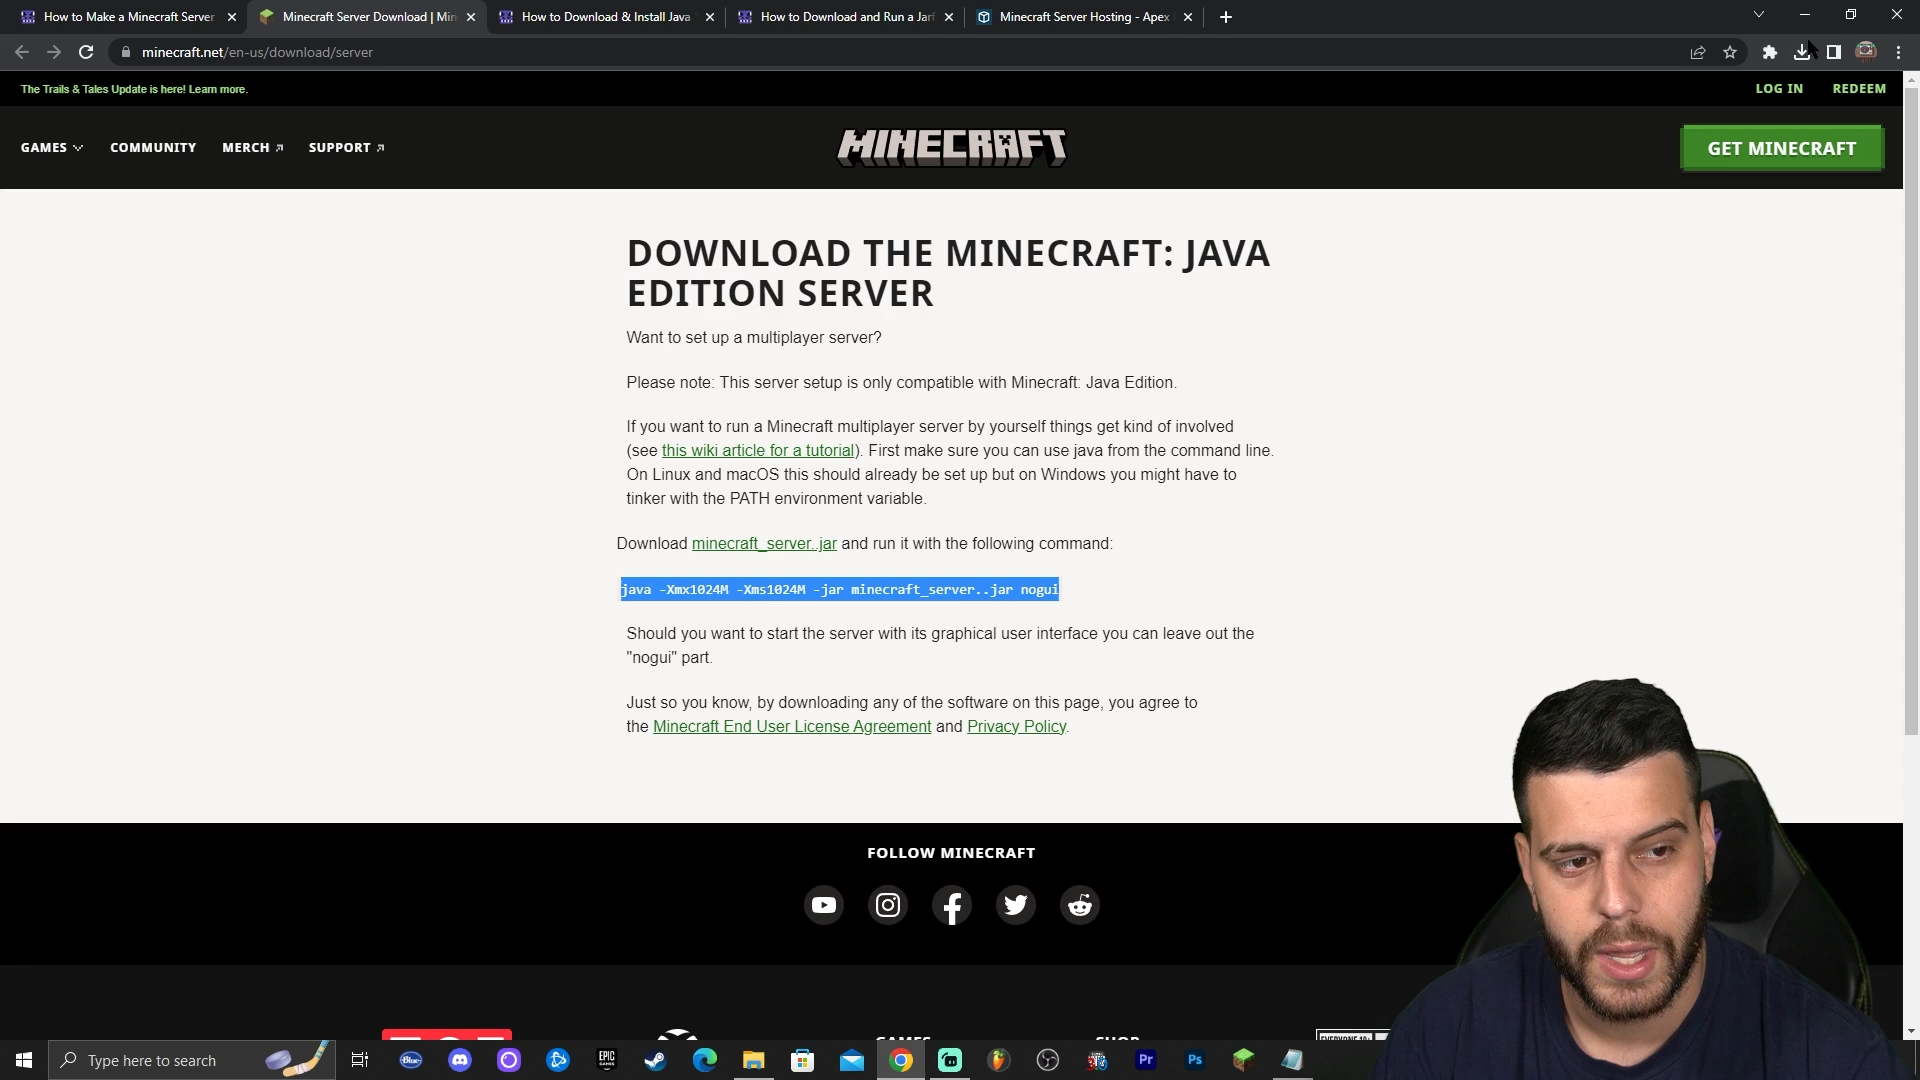 How to Make a Minecraft Server
Minecraft Server Download | Min
How to Download & Install Java
How to Download and Run a Jarf
Minecraft Server Hosting - Apex
minecraft.net/en-us/download/server
The Trails & Tales Update is here! Learn more.
LOG IN
REDEEM
GAMES
COMMUNITY
MERCH
SUPPORT
MINECRAFT
GET MINECRAFT
DOWNLOAD THE MINECRAFT: JAVA
EDITION SERVER
Want to set up a multiplayer server?
Please note: This server setup is only compatible with Minecraft: Java Edition.
If you want to run a Minecraft multiplayer server by yourself things get kind of involved
(see this wiki article for a tutorial). First make sure you can use java from the command line.
On Linux and macOS this should already be set up but on Windows you might have to
tinker with the PATH environment variable.
Download minecraft_server..jar and run it with the following command:
java -Xmx1024M -Xms1024M -jar minecraft_server..jar nogui
Should you want to start the server with its graphical user interface you can leave out the
"nogui" part.
Just so you know, by downloading any of the software on this page, you agree to
the Minecraft End User License Agreement and Privacy Policy.
FOLLOW MINECRAFT
GAMES
SHOP
Type here to search
Blue
EPIC
GAMES
Pr
Ps